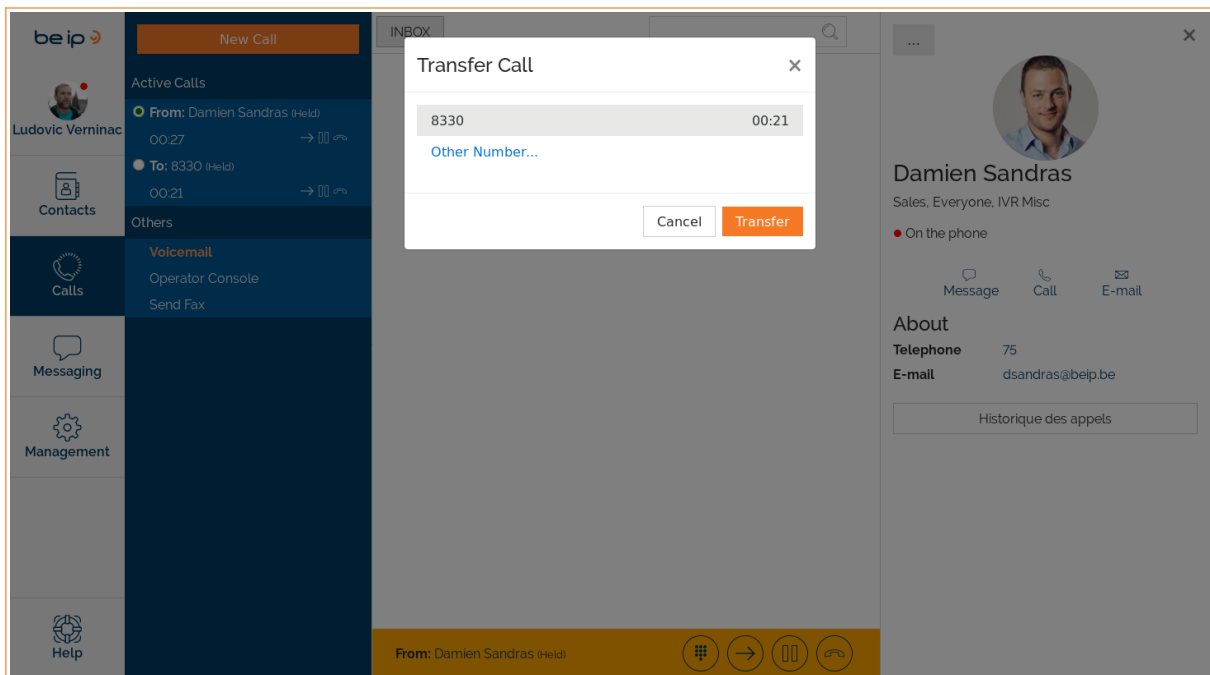 be ip
Ludovic Verninac
Contacts
Calls
Messaging
Management
Help
New Call
Active Calls
From: Damien Sandras (Held)
00:27
To: 8330 (Held)
00:21
Others
Voicemail
Operator Console
Send Fax
INBOX
Transfer Call ×
8330 00:21
Other Number...
Cancel Transfer
From: Damien Sandras (Held)
... ×
Damien Sandras
Sales, Everyone, IVR Misc
On the phone
Message Call E-mail
About
Telephone 75
E-mail dsandras@beip.be
Historique des appels